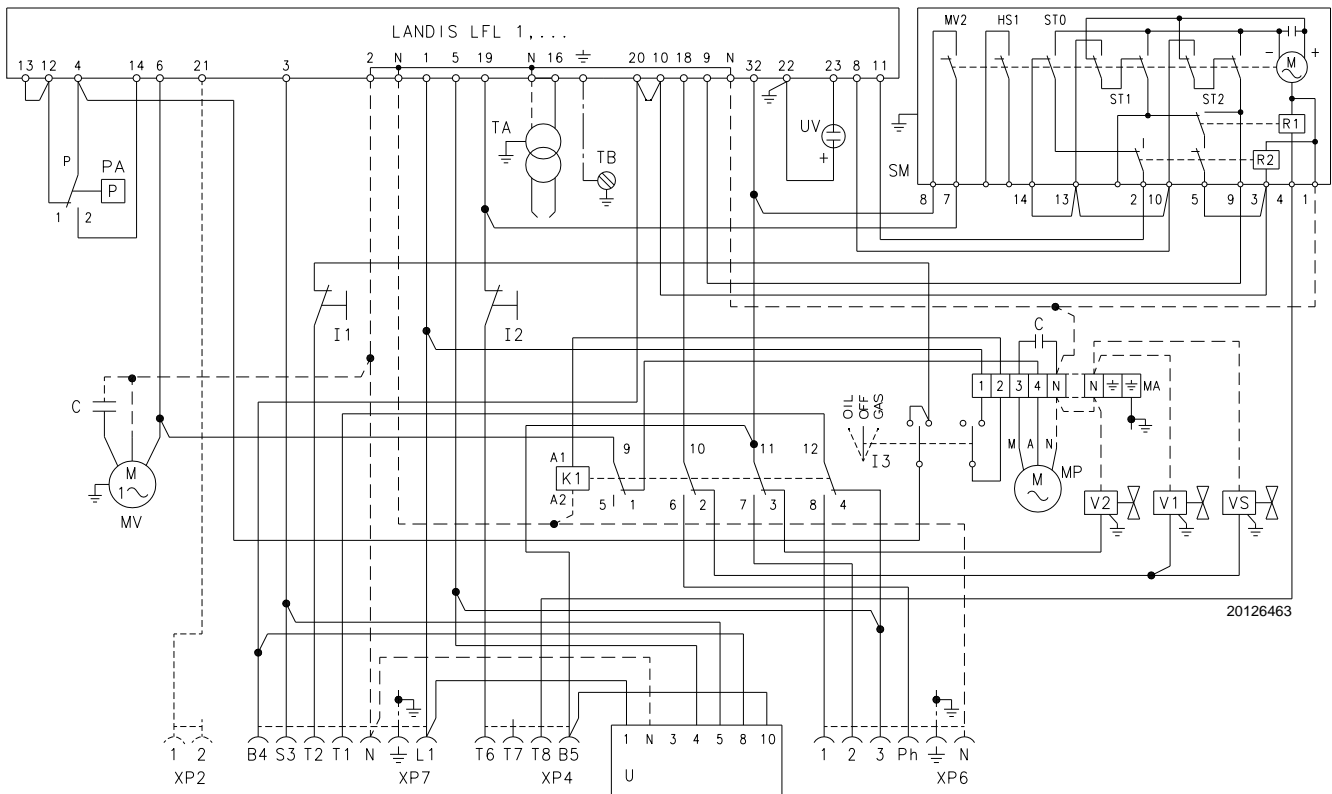 LANDIS LFL 1,...
13 12 4 14 6 21 3 2 N 1 5 19 N 16 20 10 18 9 N 32 22 23 8 11
MV2 HS1 ST0
- M +
ST1 ST2
R1
R2
SM
8 7 14 13 2 10 5 9 3 4 1
TA
TB
UV
+
P PA
P
1 2
I1
I2
C
C
1 2 3 4 N N MA
OIL
OFF
GAS
I3
M A N
M
MP
9 10 11 12
A1
K1
A2
5 1 6 2 7 3 8 4
M
1
MV
V2 V1 VS
20126463
1 2
XP2
B4 S3 T2 T1 N L1
XP7
T6 T7 T8 B5
XP4
1 N 3 4 5 8 10
U
1 2 3 Ph N
XP6